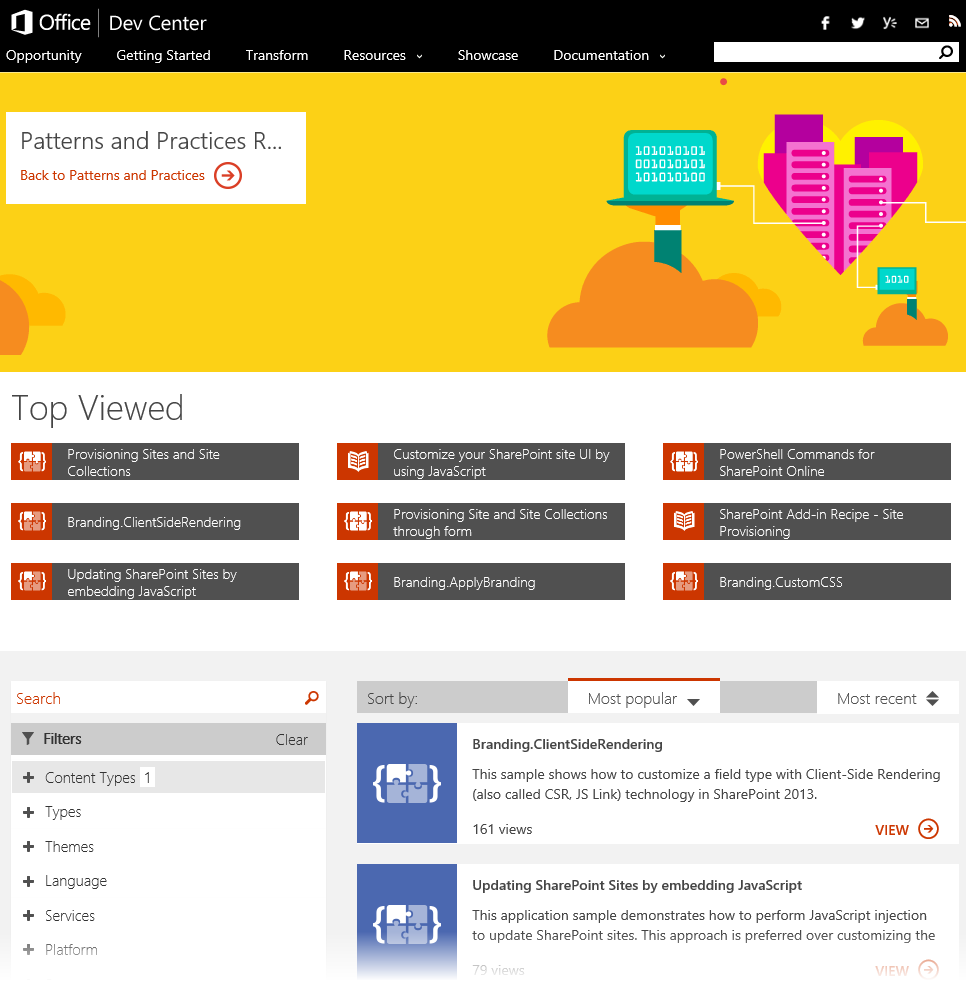 Office Dev Center
Opportunity Getting Started Transform Resources Showcase Documentation
Patterns and Practices R...
Back to Patterns and Practices
101010101
001010101
101010100
1010
Top Viewed
Provisioning Sites and Site
Collections
Customize your SharePoint site UI by
using JavaScript
PowerShell Commands for
SharePoint Online
Branding.ClientSideRendering
Provisioning Site and Site Collections
through form
SharePoint Add-in Recipe - Site
Provisioning
Updating SharePoint Sites by
embedding JavaScript
Branding.ApplyBranding
Branding.CustomCSS
Search
Filters Clear
Content Types 1
Types
Themes
Language
Services
Platform
Sort by: Most popular Most recent
Branding.ClientSideRendering
This sample shows how to customize a field type with Client-Side Rendering
(also called CSR, JS Link) technology in SharePoint 2013.
161 views VIEW
Updating SharePoint Sites by embedding JavaScript
This application sample demonstrates how to perform JavaScript injection
to update SharePoint sites. This approach is preferred over customizing the
79 views VIEW